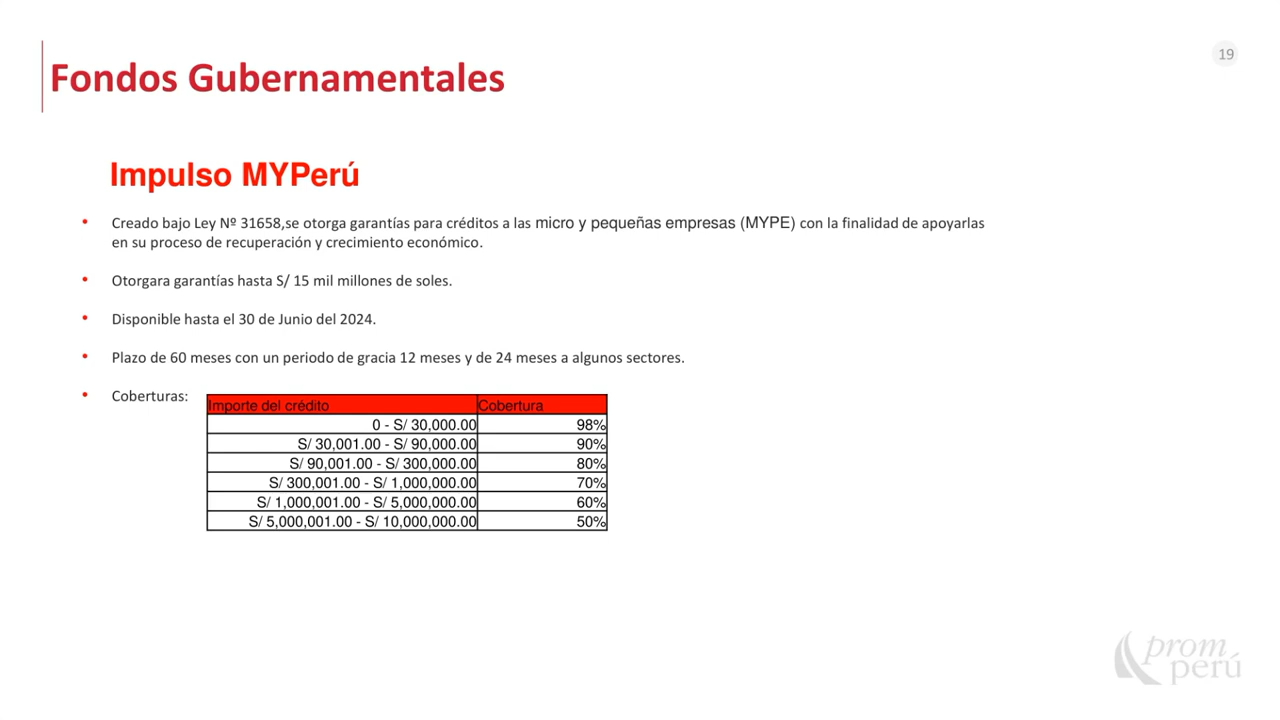 19
Fondos Gubernamentales
Impulso MYPerú
• Creado bajo Ley Nº 31658,se otorga garantías para créditos a las micro y pequeñas empresas (MYPE) con la finalidad de apoyarlas
en su proceso de recuperación y crecimiento económico.
• Otorgara garantías hasta S/ 15 mil millones de soles.
• Disponible hasta el 30 de Junio del 2024.
• Plazo de 60 meses con un periodo de gracia 12 meses y de 24 meses a algunos sectores.
• Coberturas:
Importe del crédito Cobertura
0 - S/ 30,000.00 98%
S/ 30,001.00 - S/ 90,000.00 90%
S/ 90,001.00 - S/ 300,000.00 80%
S/ 300,001.00 - S/ 1,000,000.00 70%
S/ 1,000,001.00 - S/ 5,000,000.00 60%
S/ 5,000,001.00 - S/ 10,000,000.00 50%
prom
perú